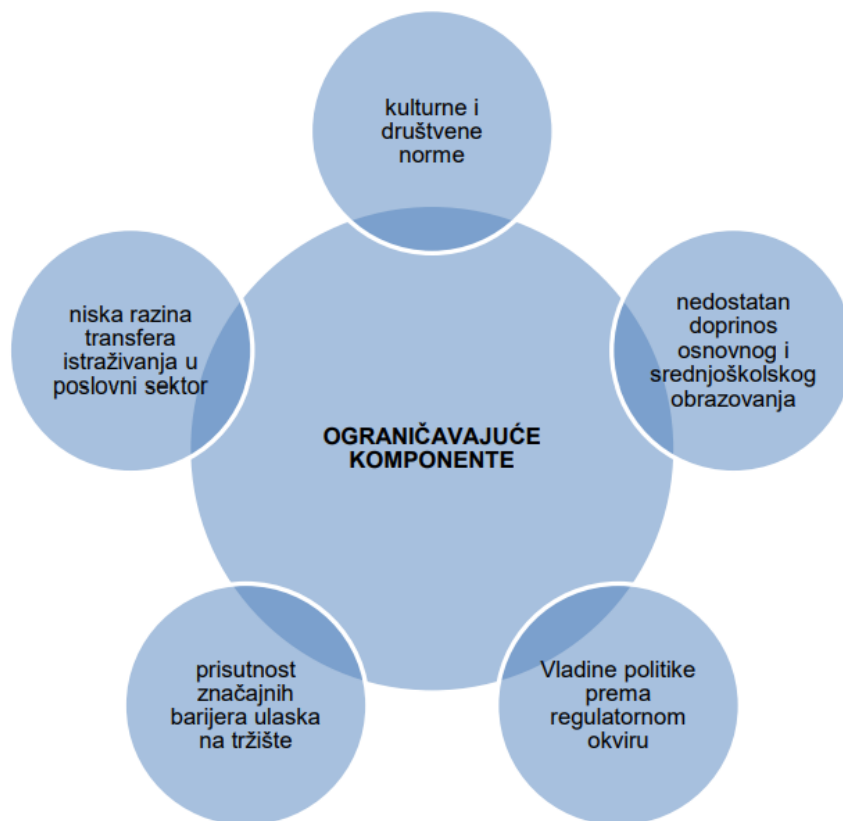 kulturne i
društvene
norme
niska razina
transfera
istraživanja u
poslovni sektor
nedostatan
doprinos
osnovnog i
srednjoškolskog
obrazovanja
OGRANIČAVAJUĆE
KOMPONENTE
prisutnost
značajnih
barijera ulaska
na tržište
Vladine politike
prema
regulatornom
okviru